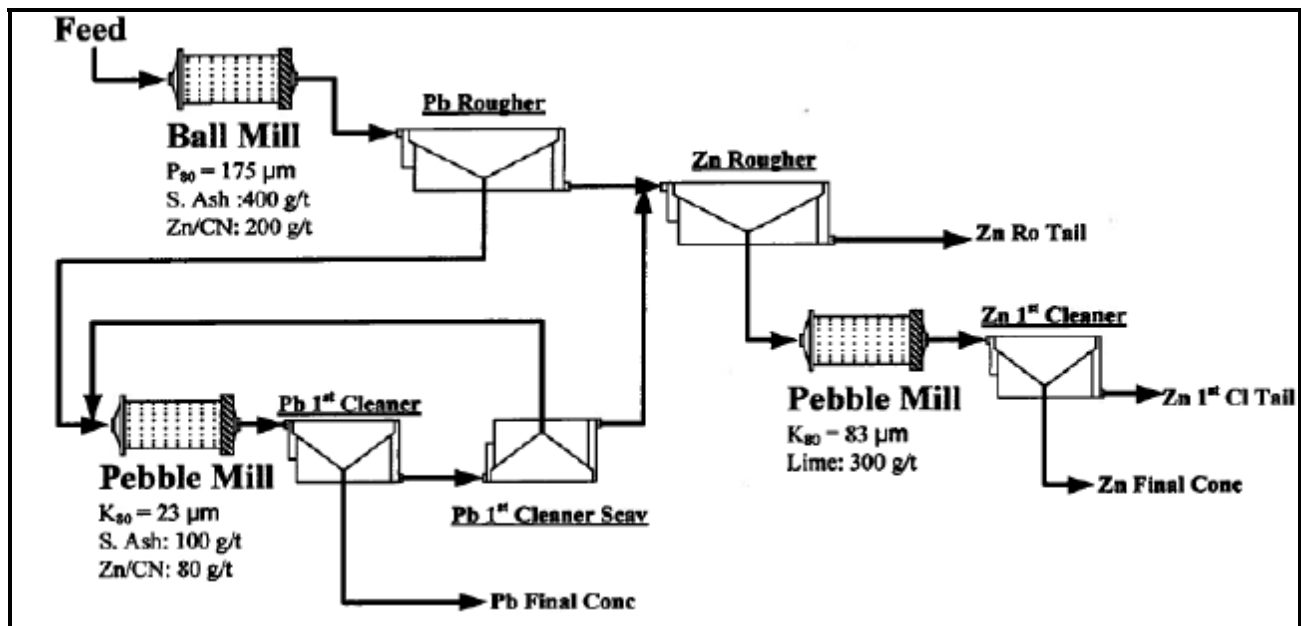 Feed
Ball Mill
P80 = 175 µm
S. Ash :400 g/t
Zn/CN: 200 g/t
Pb Rougher
Zn Rougher
Zn Ro Tail
Pebble Mill
K80 = 83 µm
Lime: 300 g/t
Zn 1st Cleaner
Zn 1st Cl Tail
Zn Final Conc
Pebble Mill
K80 = 23 µm
S. Ash: 100 g/t
Zn/CN: 80 g/t
Pb 1st Cleaner
Pb 1st Cleaner Scav
Pb Final Conc